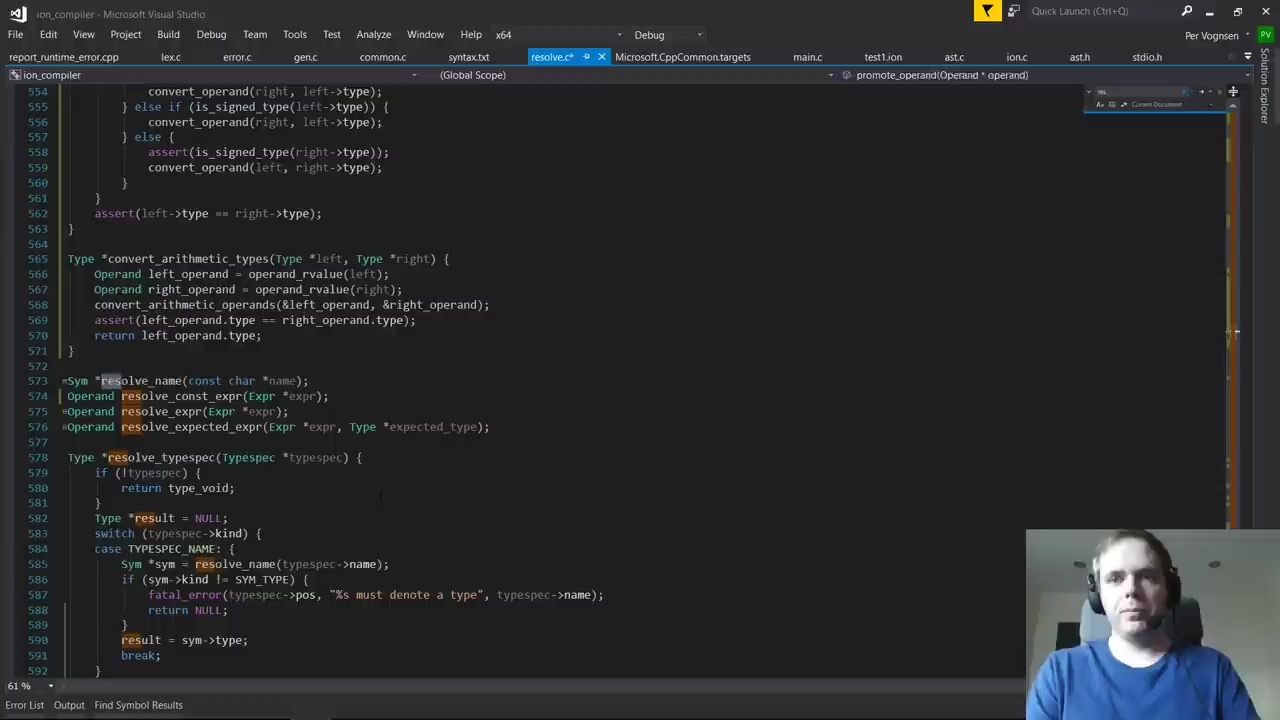 ion_compiler
Quick Launch (Ctrl+Q)
File Edit View Project Build Debug Team Tools Test Analyze Window Help x64 Debug Per Vognsen PV
report_runtime_error.cpp lex.c error.c gen.c common.c syntax.txt resolve.c* Microsoft.CppCommon.targets main.c test1.ion ast.c ion.c ast.h stdio.h
ion_compiler (Global Scope) promote_operand(Operand * operand)
Solution Explorer
res
Current Document
554 convert_operand(right, left->type);
555 } else if (is_signed_type(left->type)) {
556 convert_operand(right, left->type);
557 } else {
558 assert(is_signed_type(right->type));
559 convert_operand(left, right->type);
560 }
561 }
562 assert(left->type == right->type);
563 }
564
565 Type *convert_arithmetic_types(Type *left, Type *right) {
566 Operand left_operand = operand_rvalue(left);
567 Operand right_operand = operand_rvalue(right);
568 convert_arithmetic_operands(&left_operand, &right_operand);
569 assert(left_operand.type == right_operand.type);
570 return left_operand.type;
571 }
572
573 Sym *resolve_name(const char *name);
574 Operand resolve_const_expr(Expr *expr);
575 Operand resolve_expr(Expr *expr);
576 Operand resolve_expected_expr(Expr *expr, Type *expected_type);
577
578 Type *resolve_typespec(Typespec *typespec) {
579 if (!typespec) {
580 return type_void;
581 }
582 Type *result = NULL;
583 switch (typespec->kind) {
584 case TYPESPEC_NAME: {
585 Sym *sym = resolve_name(typespec->name);
586 if (sym->kind != SYM_TYPE) {
587 fatal_error(typespec->pos, "%s must denote a type", typespec->name);
588 return NULL;
589 }
590 result = sym->type;
591 break;
592 }
61 %
Error List Output Find Symbol Results